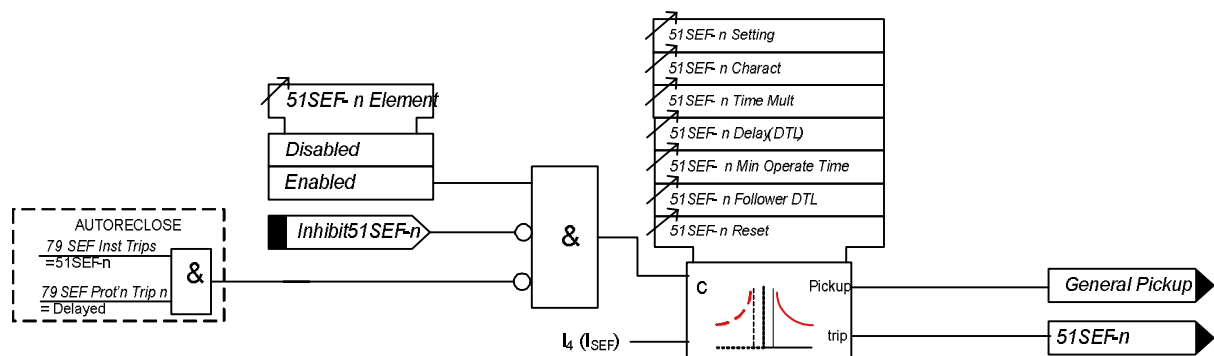 51SEF-n Setting
51SEF-n Charact
51SEF-n Time Mult
51SEF-n Delay(DTL)
51SEF- n Min Operate Time
51SEF- n Follower DTL
51SEF-n Reset
51SEF- n Element
Disabled
Enabled
Inhibit51SEF-n
&
AUTORECLOSE
79 SEF Inst Trips
=51SEF-n
&
79 SEF Prot'n Trip n
= Delayed
C
Pickup
General Pickup
I4 (ISEF)
trip
51SEF-n